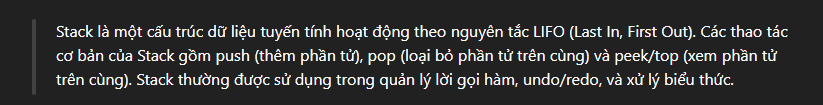 Stack là một cấu trúc dữ liệu tuyến tính hoạt động theo nguyên tắc LIFO (Last In, First Out). Các thao tác
cơ bản của Stack gồm push (thêm phần tử), pop (loại bỏ phần tử trên cùng) và peek/top (xem phần tử
trên cùng). Stack thường được sử dụng trong quản lý lời gọi hàm, undo/redo, và xử lý biểu thức.